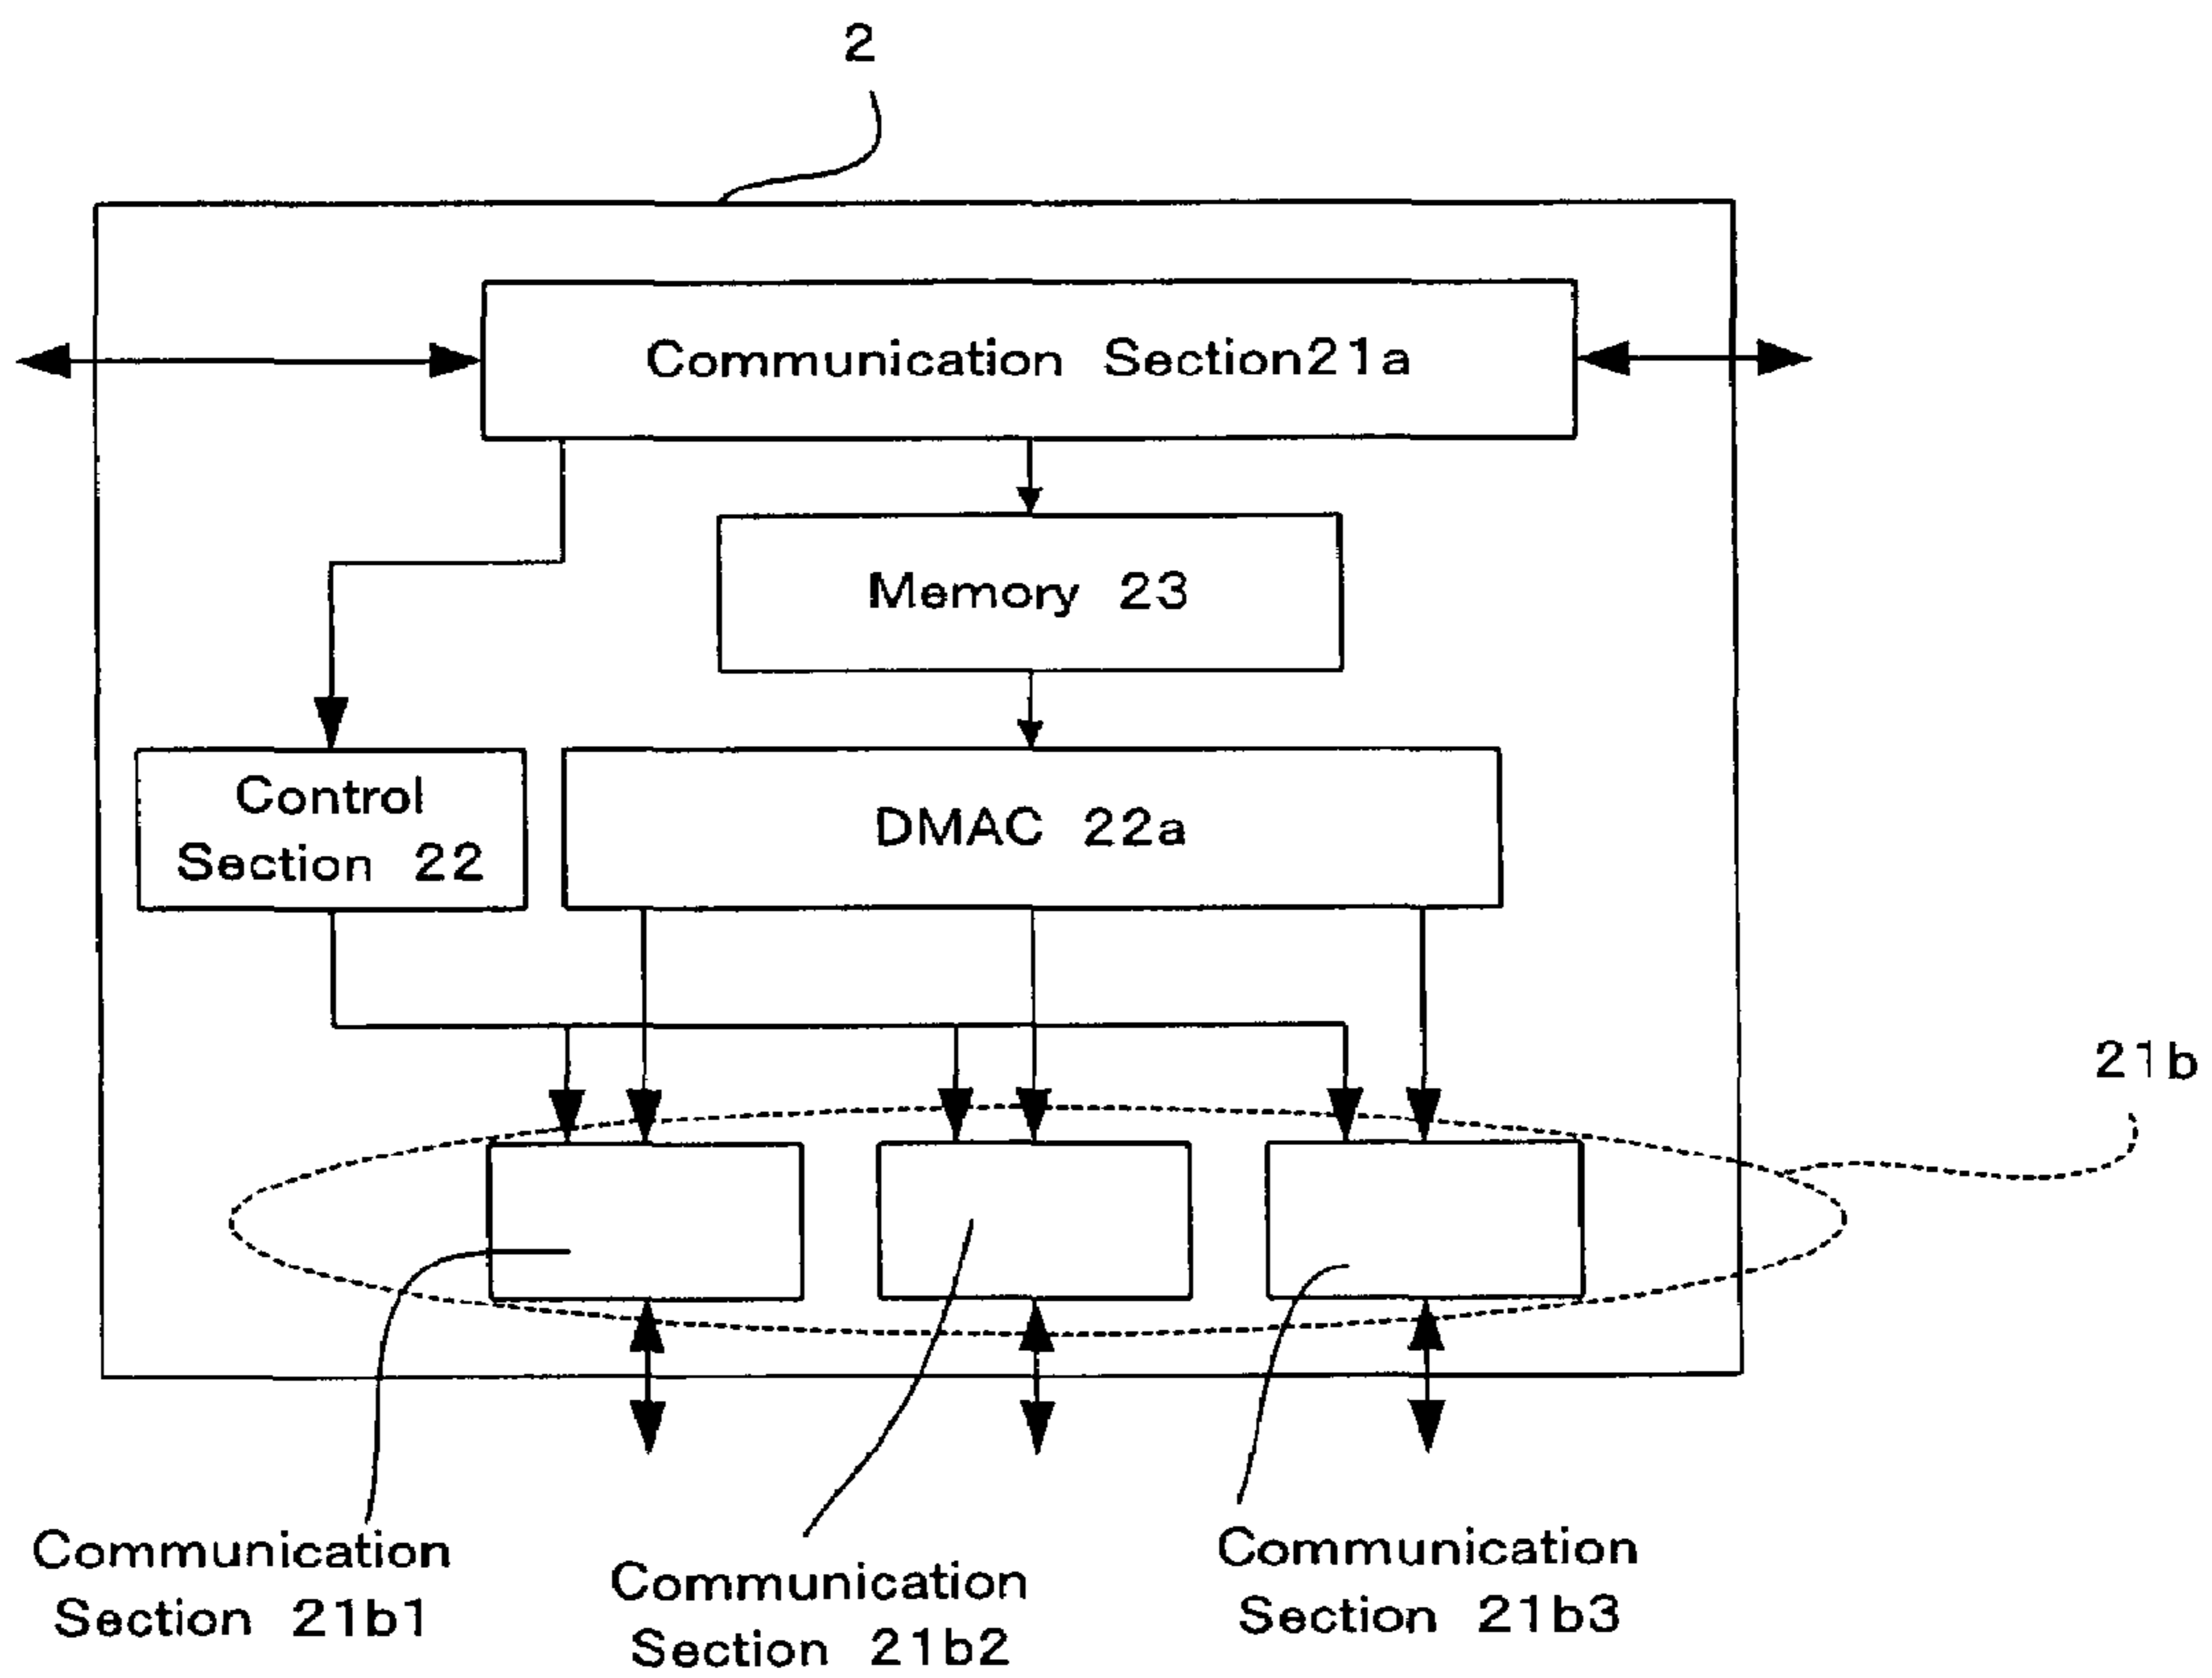 2
Communication Section21a
Memory 23
Control
Section 22
DMAC 22a
21b
Communication
Section 21b1
Communication
Section 21b2
Communication
Section 21b3